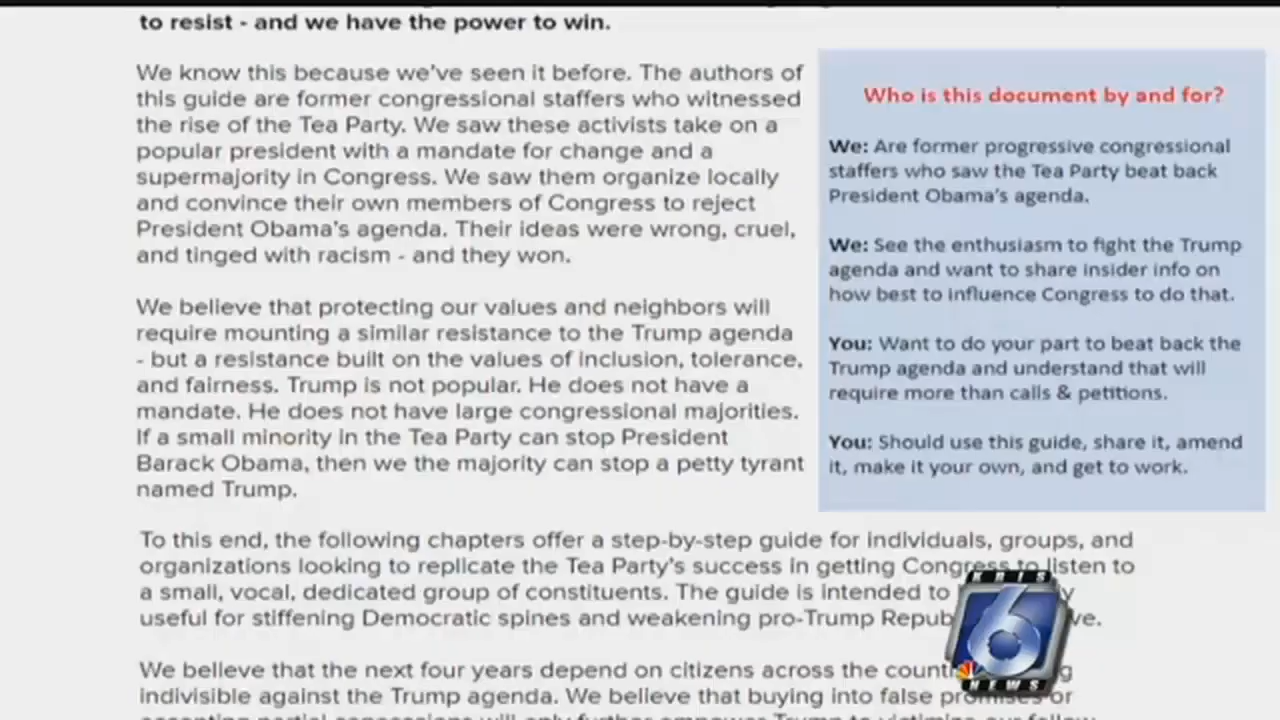 to resist - and we have the power to win.
We know this because we've seen it before. The authors of
this guide are former congressional staffers who witnessed
the rise of the Tea Party. We saw these activists take on a
popular president with a mandate for change and a
supermajority in Congress. We saw them organize locally
and convince their own members of Congress to reject
President Obama's agenda. Their ideas were wrong, cruel,
and tinged with racism - and they won.
We believe that protecting our values and neighbors will
require mounting a similar resistance to the Trump agenda
- but a resistance built on the values of inclusion, tolerance,
and fairness. Trump is not popular. He does not have a
mandate. He does not have large congressional majorities.
If a small minority in the Tea Party can stop President
Barack Obama, then we the majority can stop a petty tyrant
named Trump.
Who is this document by and for?
We: Are former progressive congressional
staffers who saw the Tea Party beat back
President Obama's agenda.
We: See the enthusiasm to fight the Trump
agenda and want to share insider info on
how best to influence Congress to do that.
You: Want to do your part to beat back the
Trump agenda and understand that will
require more than calls & petitions.
You: Should use this guide, share it, amend
it, make it your own, and get to work.
To this end, the following chapters offer a step-by-step guide for individuals, groups, and
organizations looking to replicate the Tea Party's success in getting Congress to listen to
a small, vocal, dedicated group of constituents. The guide is intended to
useful for stiffening Democratic spines and weakening pro-Trump
We believe that the next four years depend on citizens across the
indivisible against the Trump agenda. We believe that buying into false promises or
KRIS
6
NEWS